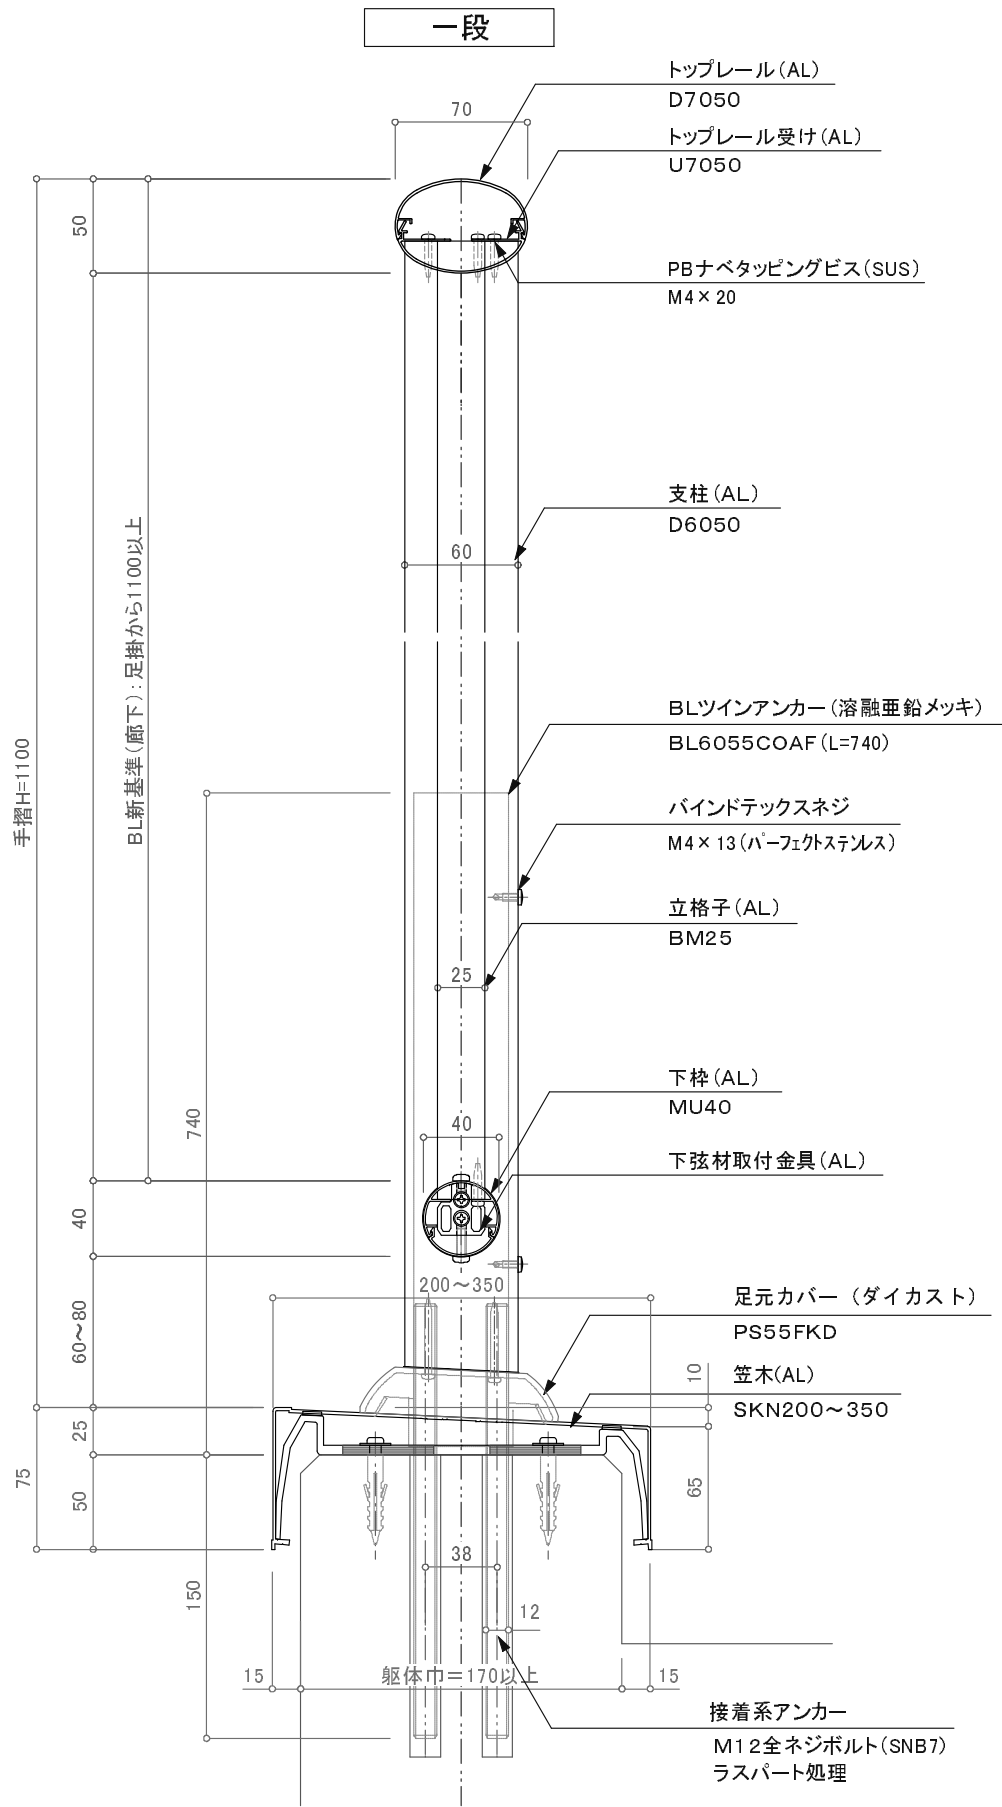 一段
トップレール(AL)
D7050
70
トップレール受け(AL)
U7050
50
PBナベタッピングビス(SUS)
M4×20
支柱(AL)
D6050
60
手摺H=1100
BL新基準(廊下):足掛から1100以上
BLツインアンカー(溶融亜鉛メッキ)
BL6055COAF(L=740)
バインドテックスネジ
M4×13(パーフェクトステンレス)
立格子(AL)
BM25
25
下枠(AL)
MU40
740
40
下弦材取付金具(AL)
40
200~350
足元カバー(ダイカスト)
PS55FKD
60~80
笠木(AL)
SKN200~350
10
25
75
50
65
38
150
12
15
躯体巾=170以上
15
接着系アンカー
M12全ネジボルト(SNB7)
ラスパート処理